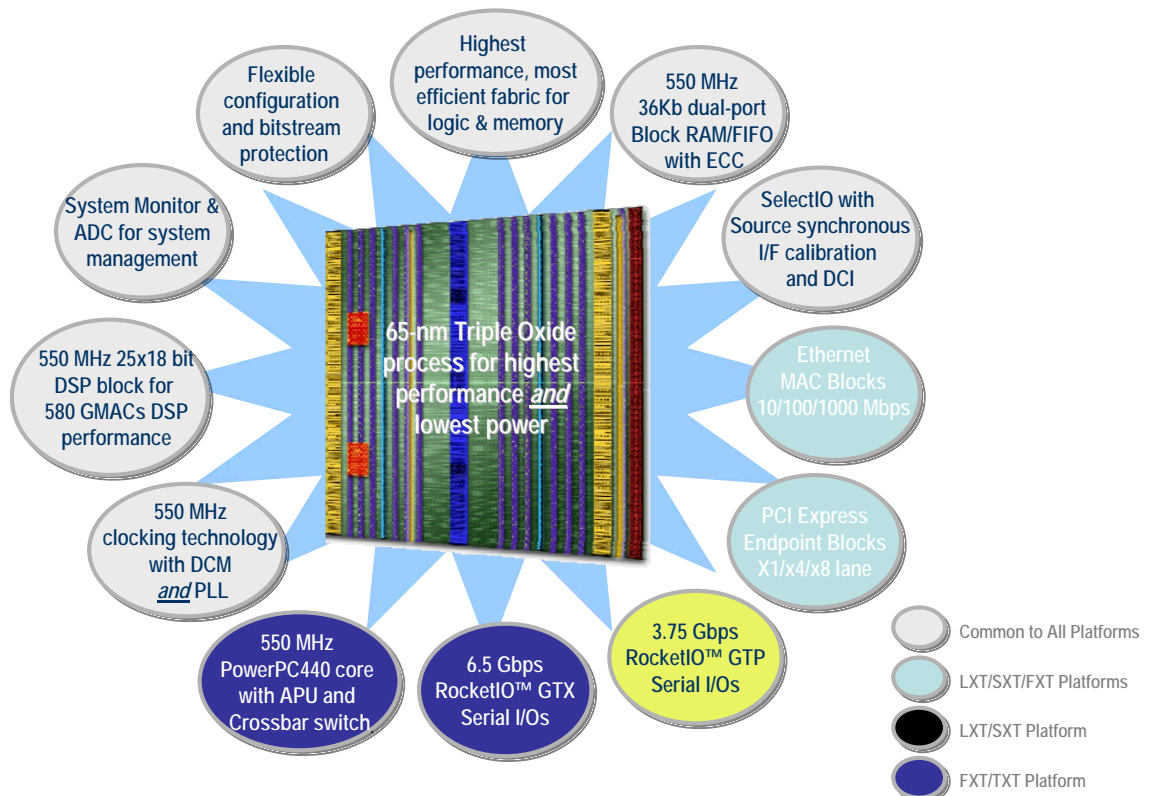 Highest
performance, most
efficient fabric for
logic & memory
Flexible
configuration
and bitstream
protection
550 MHz
36Kb dual-port
Block RAM/FIFO
with ECC
System Monitor &
ADC for system
management
SelectIO with
Source synchronous
I/F calibration
and DCI
65-nm Triple Oxide
process for highest
performance and
lowest power
550 MHz 25x18 bit
DSP block for
580 GMACs DSP
performance
Ethernet
MAC Blocks
10/100/1000 Mbps
550 MHz
clocking technology
with DCM
and PLL
PCI Express
Endpoint Blocks
X1/x4/x8 lane
550 MHz
PowerPC440 core
with APU and
Crossbar switch.
6.5 Gbps
RocketIO™ GTX
Serial I/Os
3.75 Gbps
RocketIO™ GTP
Serial I/Os
Common to All Platforms
LXT/SXT/FXT Platforms
LXT/SXT Platform
FXT/TXT Platform